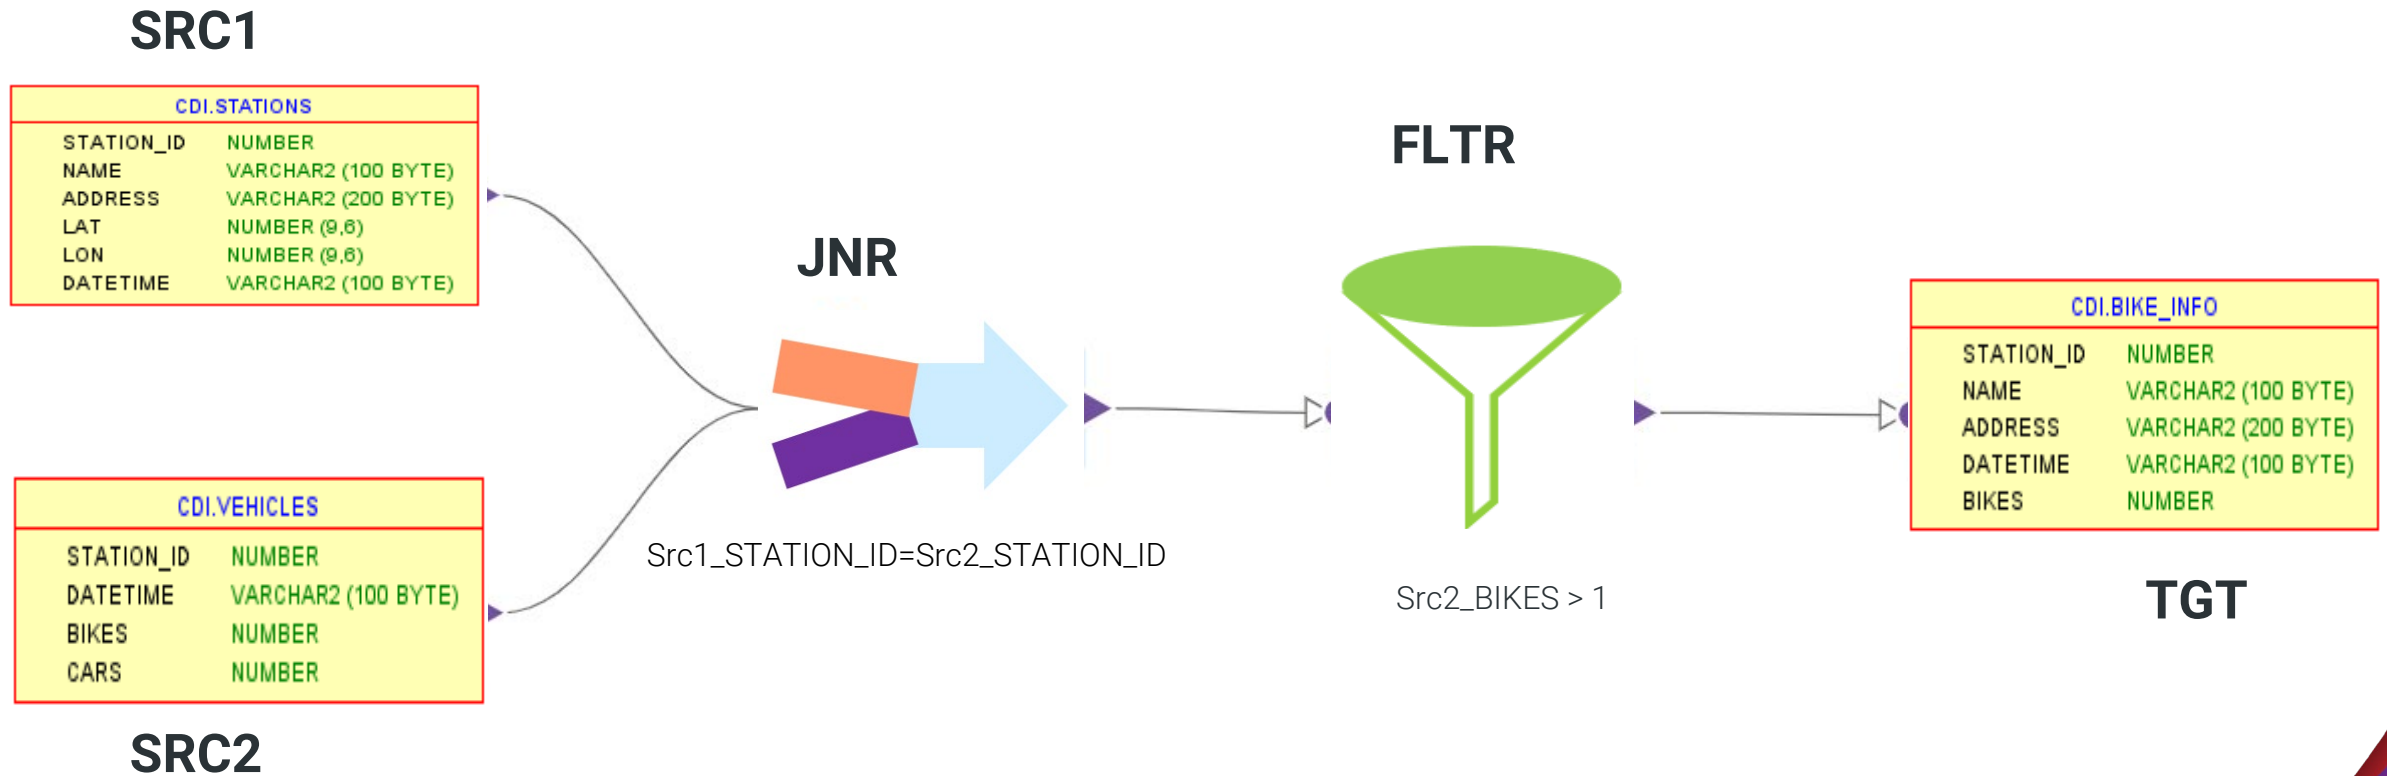 SRC1
CDI.STATIONS
STATION_ID NUMBER
NAME VARCHAR2 (100 BYTE)
ADDRESS VARCHAR2 (200 BYTE)
LAT NUMBER (9,6)
LON NUMBER (9,6)
DATETIME VARCHAR2 (100 BYTE)
CDI.VEHICLES
STATION_ID NUMBER
DATETIME VARCHAR2 (100 BYTE)
BIKES NUMBER
CARS NUMBER
SRC2
JNR
Src1_STATION_ID=Src2_STATION_ID
FLTR
Src2_BIKES > 1
CDI.BIKE_INFO
STATION_ID NUMBER
NAME VARCHAR2 (100 BYTE)
ADDRESS VARCHAR2 (200 BYTE)
DATETIME VARCHAR2 (100 BYTE)
BIKES NUMBER
TGT